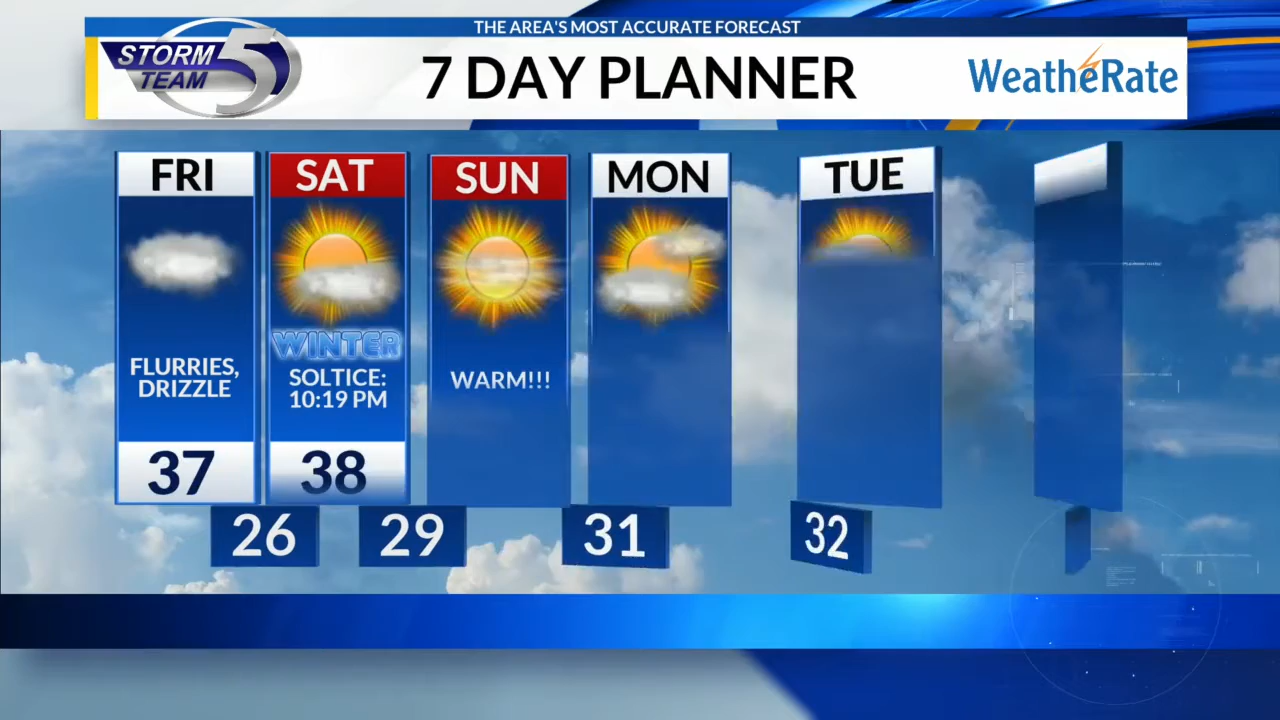 THE AREA'S MOST ACCURATE FORECAST
STORM TEAM 5
7 DAY PLANNER
WeatheRate
FRI
SAT
SUN
MON
TUE
WINTER
FLURRIES,
DRIZZLE
SOLTICE:
10:19 PM
WARM!!!
37
38
26
29
31
32